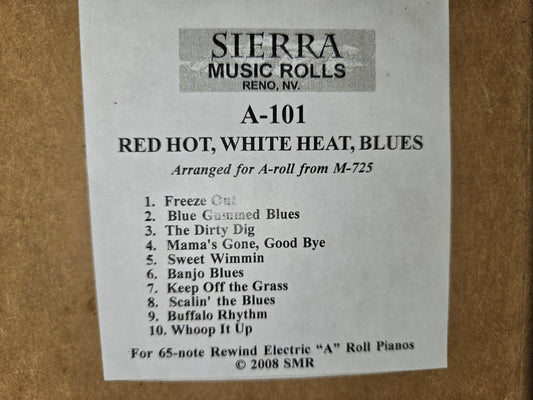 SIERRA
MUSIC ROLLS
RENO, NV.
A-101
RED HOT, WHITE HEAT, BLUES
Arranged for A-roll from M-725
1. Freeze Out
2. Blue Gummed Blues
3. The Dirty Dig
4. Mama's Gone, Good Bye
5. Sweet Wimmin
6. Banjo Blues
7. Keep Off the Grass
8. Scalin' the Blues
9. Buffalo Rhythm
10. Whoop It Up
For 65-note Rewind Electric "A" Roll Pianos
© 2008 SMR